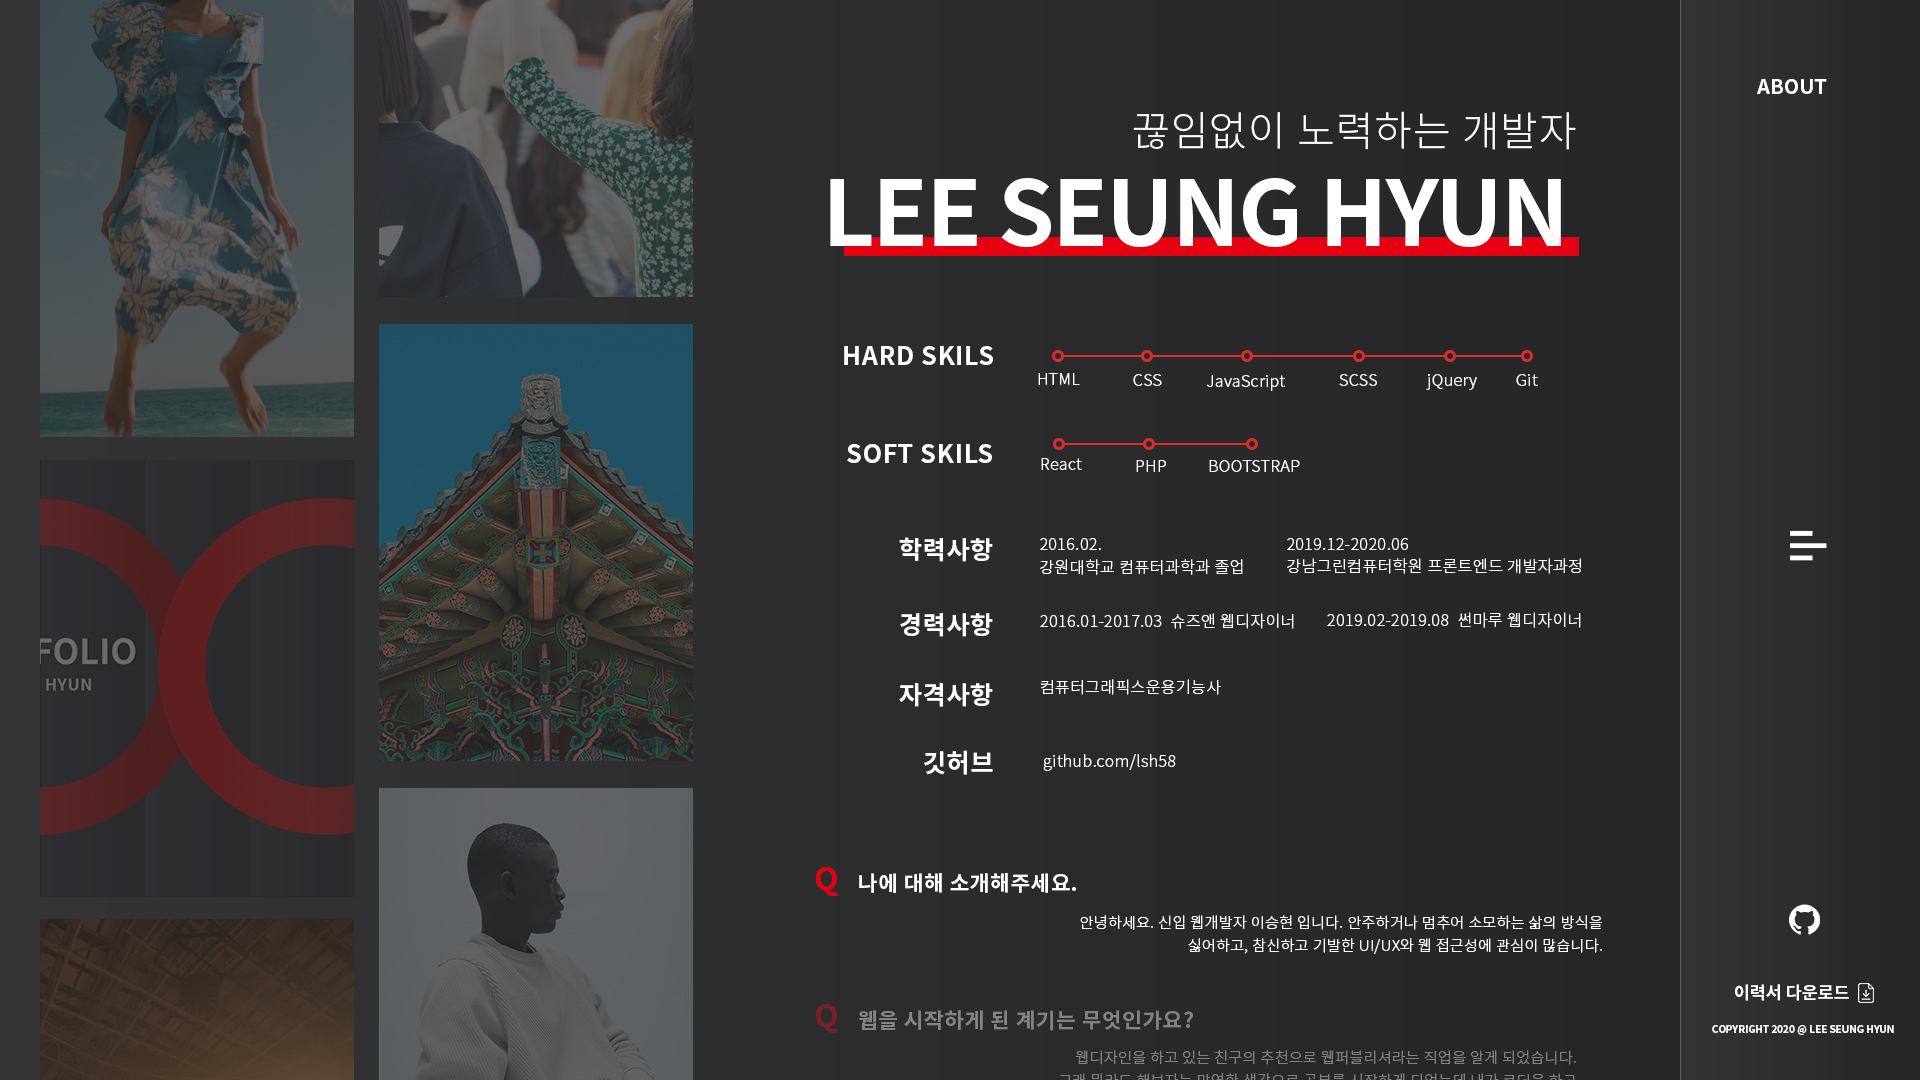 FOLIO
HYUN
끊임없이 노력하는 개발자
LEE SEUNG HYUN
HARD SKILS
HTML CSS JavaScript SCSS jQuery Git
SOFT SKILS
React PHP BOOTSTRAP
학력사항
2016.02.
강원대학교 컴퓨터과학과 졸업
2019.12-2020.06
강남그린컴퓨터학원 프론트엔드 개발자과정
경력사항
2016.01-2017.03 슈즈앤 웹디자이너
2019.02-2019.08 썬마루 웹디자이너
자격사항
컴퓨터그래픽스운용기능사
깃허브
github.com/lsh58
Q 나에 대해 소개해주세요.
안녕하세요. 신입 웹개발자 이승현 입니다. 안주하거나 멈추어 소모하는 삶의 방식을
싫어하고, 참신하고 기발한 UI/UX와 웹 접근성에 관심이 많습니다.
Q 웹을 시작하게 된 계기는 무엇인가요?
웹디자인을 하고 있는 친구의 추천으로 웹퍼블리셔라는 직업을 알게 되었습니다.
ABOUT
이력서 다운로드
COPYRIGHT 2020 @ LEE SEUNG HYUN